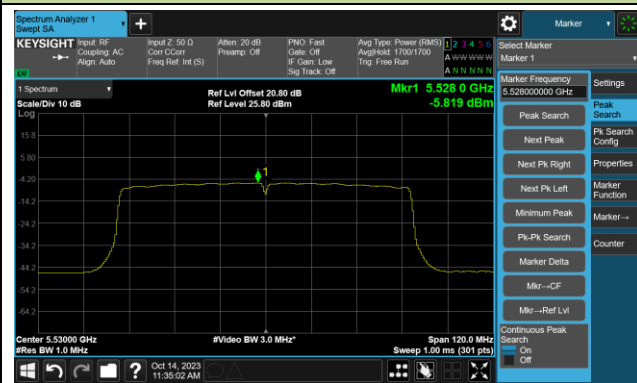 Spectrum Analyzer 1
Swept SA
Marker
KEYSIGHT
Input: RF
Coupling: AC
Align: Auto
Input Z: 50 Ω
Corr CCorr
Freq Ref: Int (S)
Atten: 20 dB
Preamp: Off
PNO: Fast
Gate: Off
IF Gain: Low
Sig Track: Off
Avg Type: Power (RMS)
Avg|Hold: 1700/1700
Trig: Free Run
1 2 3 4 5 6
A W W W W W
A N N N N N
Select Marker
Marker 1
Marker Frequency
5.528000000 GHz
Settings
Peak Search
Next Peak
Next Pk Right
Next Pk Left
Minimum Peak
Pk-Pk Search
Marker Delta
Mkr→CF
Mkr→Ref Lvl
Continuous Peak
Search
On
Off
Peak
Search
Pk Search
Config
Properties
Marker
Function
Marker→
Counter
1 Spectrum
Scale/Div 10 dB
Ref Lvl Offset 20.80 dB
Ref Level 25.80 dBm
Mkr1 5.528 0 GHz
-5.819 dBm
Log
15.8
5.80
-4.20
-14.2
-24.2
-34.2
-44.2
-54.2
-64.2
1
Center 5.53000 GHz
#Res BW 1.0 MHz
#Video BW 3.0 MHz*
Span 120.0 MHz
Sweep 1.00 ms (301 pts)
Oct 14, 2023
11:35:02 AM